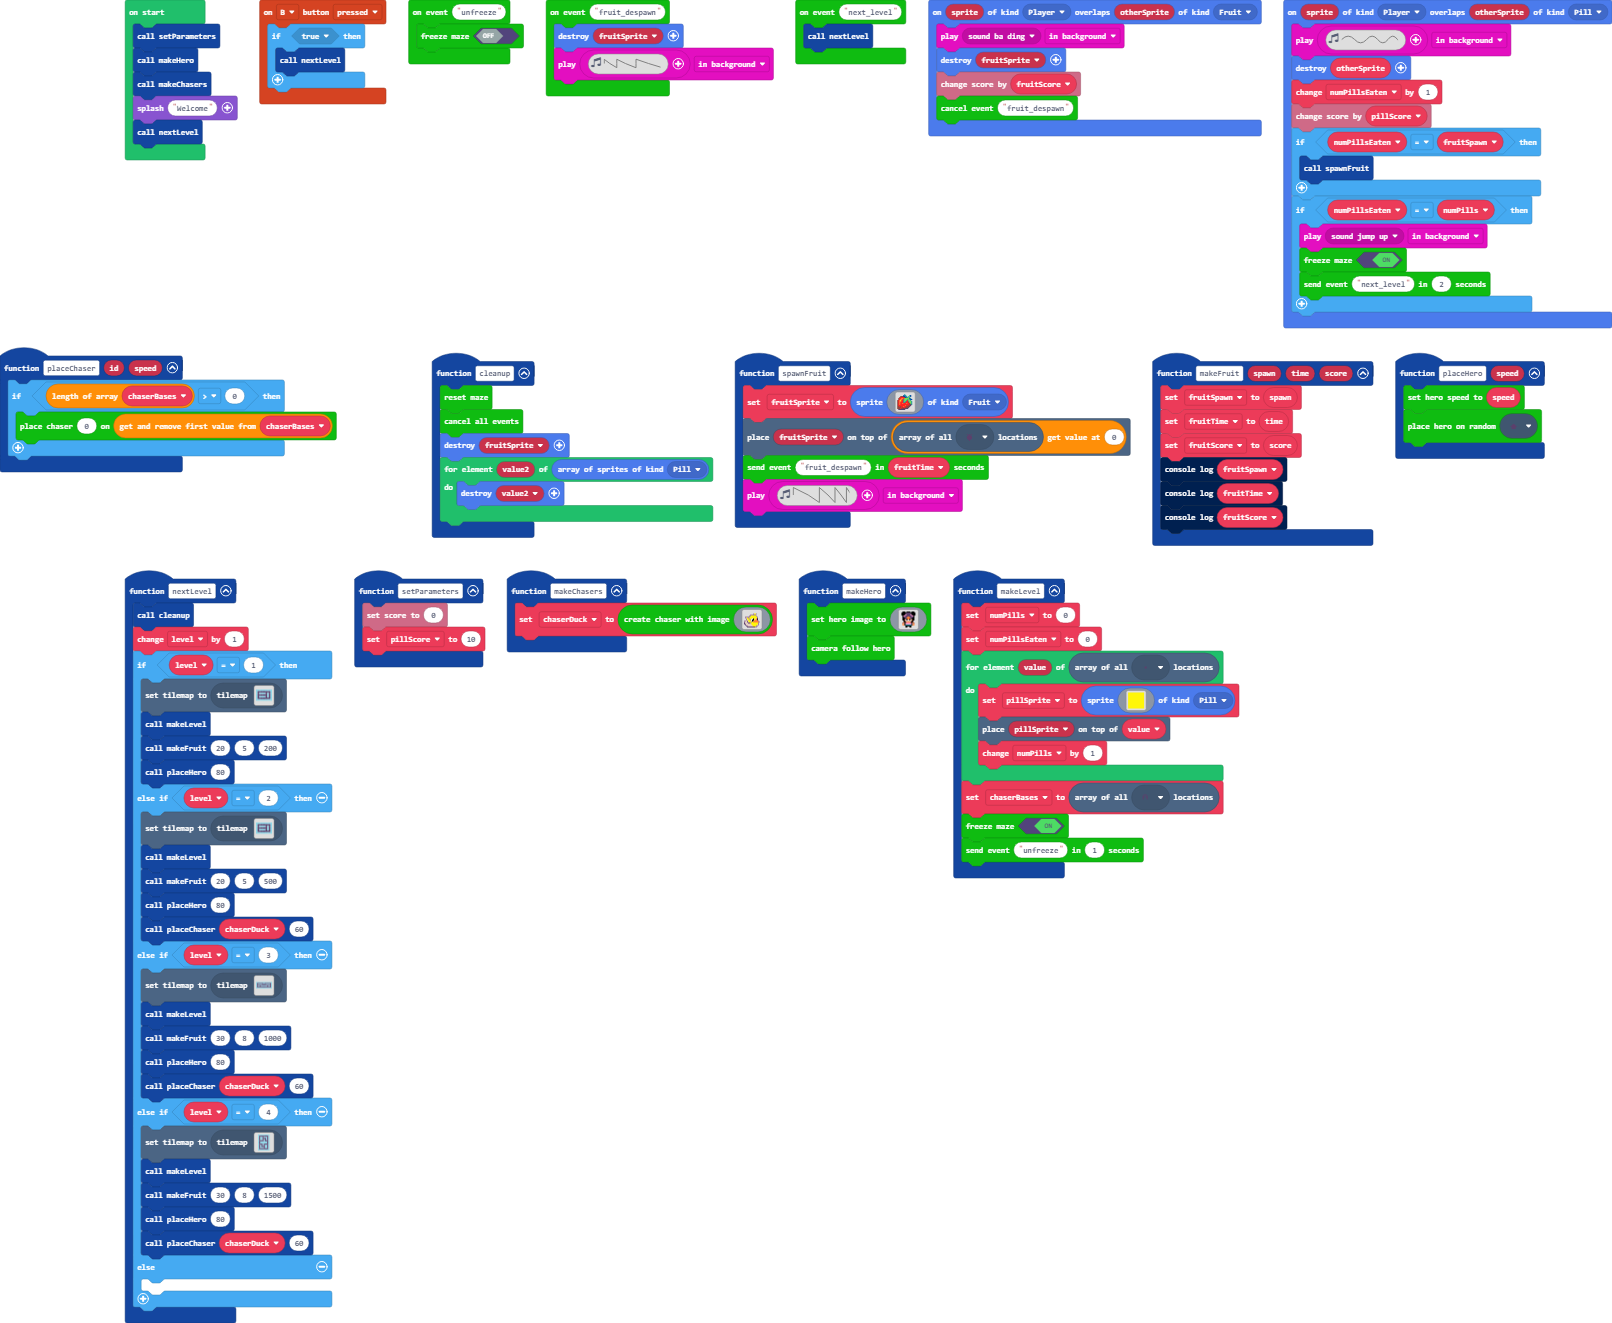 on start
call setParameters
call makeHero
call makeChasers
splash "Welcome"
call nextLevel
on B button pressed
if true then
call nextLevel
on event "unfreeze"
freeze maze OFF
on event "fruit_despawn"
destroy fruitSprite
play in background
on event "next_level"
call nextLevel
on sprite of kind Player overlaps otherSprite of kind Fruit
play sound ba ding in background
destroy fruitSprite
change score by fruitScore
cancel event "fruit_despawn"
on sprite of kind Player overlaps otherSprite of kind Pill
play in background
destroy otherSprite
change numPillsEaten by 1
change score by pillScore
if numPillsEaten = fruitSpawn then
call spawnFruit
if numPillsEaten = numPills then
play sound jump up in background
freeze maze ON
send event "next_level" in 2 seconds
function placeChaser id speed
if length of array chaserBases > 0 then
place chaser 0 on get and remove first value from chaserBases
function cleanup
reset maze
cancel all events
destroy fruitSprite
for element value2 of array of sprites of kind Pill
do destroy value2
function spawnFruit
set fruitSprite to sprite of kind Fruit
place fruitSprite on top of array of all locations get value at 0
send event "fruit_despawn" in fruitTime seconds
play in background
function makeFruit spawn time score
set fruitSpawn to spawn
set fruitTime to time
set fruitScore to score
console log fruitSpawn
console log fruitTime
console log fruitScore
function placeHero speed
set hero speed to speed
place hero on random
function nextLevel
call cleanup
change level by 1
if level = 1 then
set tilemap to tilemap
call makeLevel
call makeFruit 20 5 200
call placeHero 80
else if level = 2 then
set tilemap to tilemap
call makeLevel
call makeFruit 20 5 500
call placeHero 80
call placeChaser chaserDuck 60
else if level = 3 then
set tilemap to tilemap
call makeLevel
call makeFruit 30 8 1000
call placeHero 80
call placeChaser chaserDuck 60
else if level = 4 then
set tilemap to tilemap
call makeLevel
call makeFruit 30 8 1500
call placeHero 80
call placeChaser chaserDuck 60
else
function setParameters
set score to 0
set pillScore to 10
function makeChasers
set chaserDuck to create chaser with image
function makeHero
set hero image to
camera follow hero
function makeLevel
set numPills to 0
set numPillsEaten to 0
for element value of array of all locations
do
set pillSprite to sprite of kind Pill
place pillSprite on top of value
change numPills by 1
set chaserBases to array of all locations
freeze maze ON
send event "unfreeze" in 1 seconds